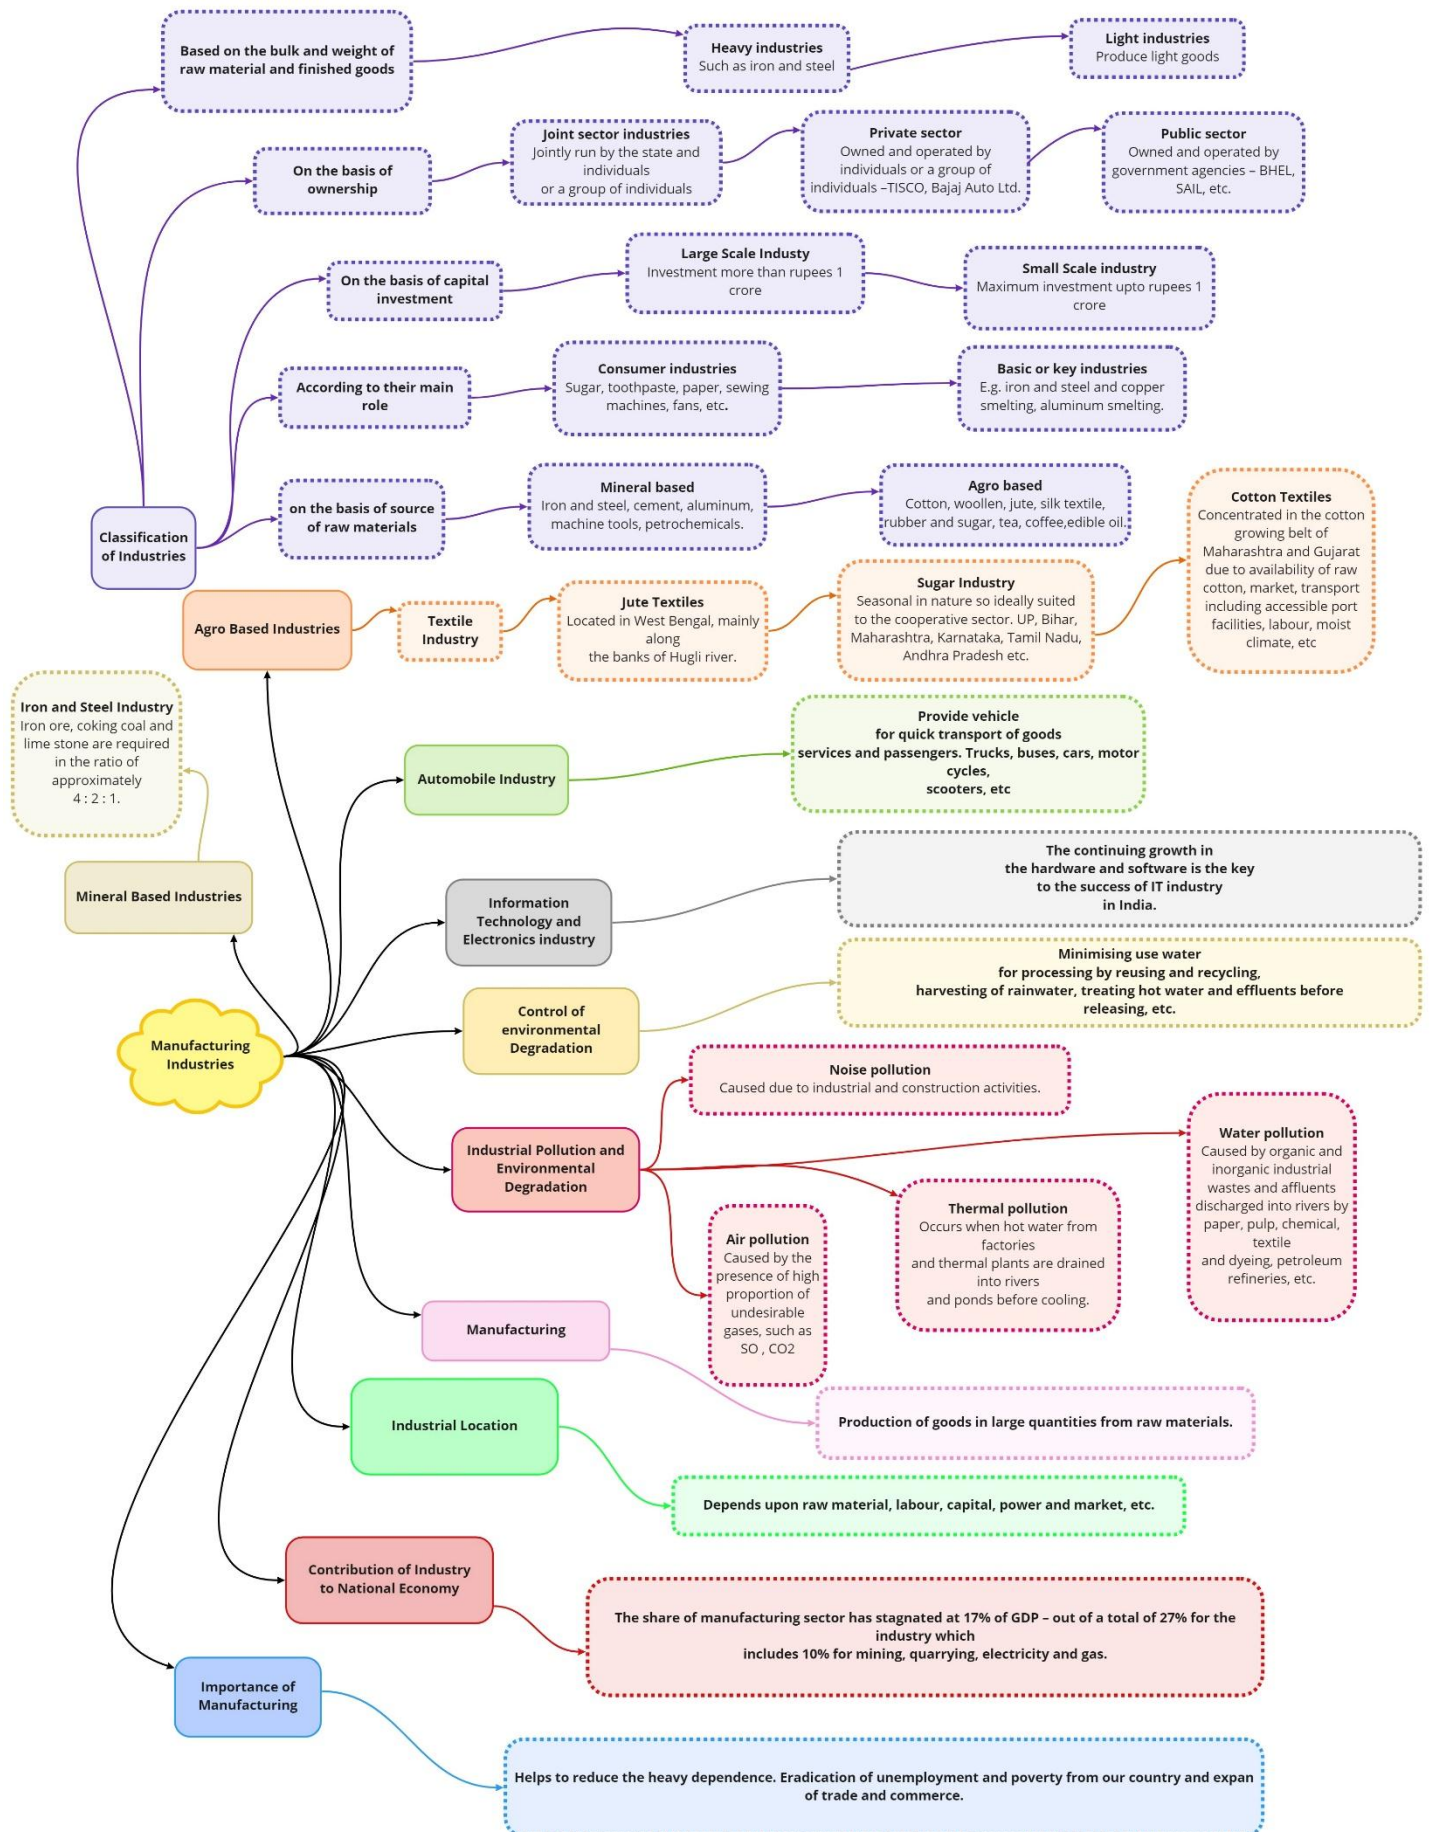 Based on the bulk and weight of
raw material and finished goods
Heavy industries
Such as iron and steel
Light industries
Produce light goods
On the basis of
ownership
Joint sector industries
Jointly run by the state and
individuals
or a group of individuals
Private sector
Owned and operated by
individuals or a group of
individuals –TISCO, Bajaj Auto Ltd.
Public sector
Owned and operated by
government agencies – BHEL,
SAIL, etc.
On the basis of capital
investment
Large Scale Industy
Investment more than rupees 1
crore
Small Scale industry
Maximum investment upto rupees 1
crore
According to their main
role
Consumer industries
Sugar, toothpaste, paper, sewing
machines, fans, etc.
Basic or key industries
E.g. iron and steel and copper
smelting, aluminum smelting.
Classification
of Industries
on the basis of source
of raw materials
Mineral based
Iron and steel, cement, aluminum,
machine tools, petrochemicals.
Agro based
Cotton, woollen, jute, silk textile,
rubber and sugar, tea, coffee,edible oil.
Cotton Textiles
Concentrated in the cotton
growing belt of
Maharashtra and Gujarat
due to availability of raw
cotton, market, transport
including accessible port
facilities, labour, moist
climate, etc
Agro Based Industries
Textile
Industry
Jute Textiles
Located in West Bengal, mainly
along
the banks of Hugli river.
Sugar Industry
Seasonal in nature so ideally suited
to the cooperative sector. UP, Bihar,
Maharashtra, Karnataka, Tamil Nadu,
Andhra Pradesh etc.
Iron and Steel Industry
Iron ore, coking coal and
lime stone are required
in the ratio of
approximately
4 : 2 : 1.
Mineral Based Industries
Automobile Industry
Provide vehicle
for quick transport of goods
services and passengers. Trucks, buses, cars, motor
cycles,
scooters, etc
Information
Technology and
Electronics industry
The continuing growth in
the hardware and software is the key
to the success of IT industry
in India.
Manufacturing
Industries
Control of
environmental
Degradation
Minimising use water
for processing by reusing and recycling,
harvesting of rainwater, treating hot water and effluents before
releasing, etc.
Industrial Pollution and
Environmental
Degradation
Noise pollution
Caused due to industrial and construction activities.
Water pollution
Caused by organic and
inorganic industrial
wastes and affluents
discharged into rivers by
paper, pulp, chemical,
textile
and dyeing, petroleum
refineries, etc.
Thermal pollution
Occurs when hot water from
factories
and thermal plants are drained
into rivers
and ponds before cooling.
Air pollution
Caused by the
presence of high
proportion of
undesirable
gases, such as
SO , CO2
Manufacturing
Production of goods in large quantities from raw materials.
Industrial Location
Depends upon raw material, labour, capital, power and market, etc.
Contribution of Industry
to National Economy
The share of manufacturing sector has stagnated at 17% of GDP – out of a total of 27% for the
industry which
includes 10% for mining, quarrying, electricity and gas.
Importance of
Manufacturing
Helps to reduce the heavy dependence. Eradication of unemployment and poverty from our country and expan
of trade and commerce.